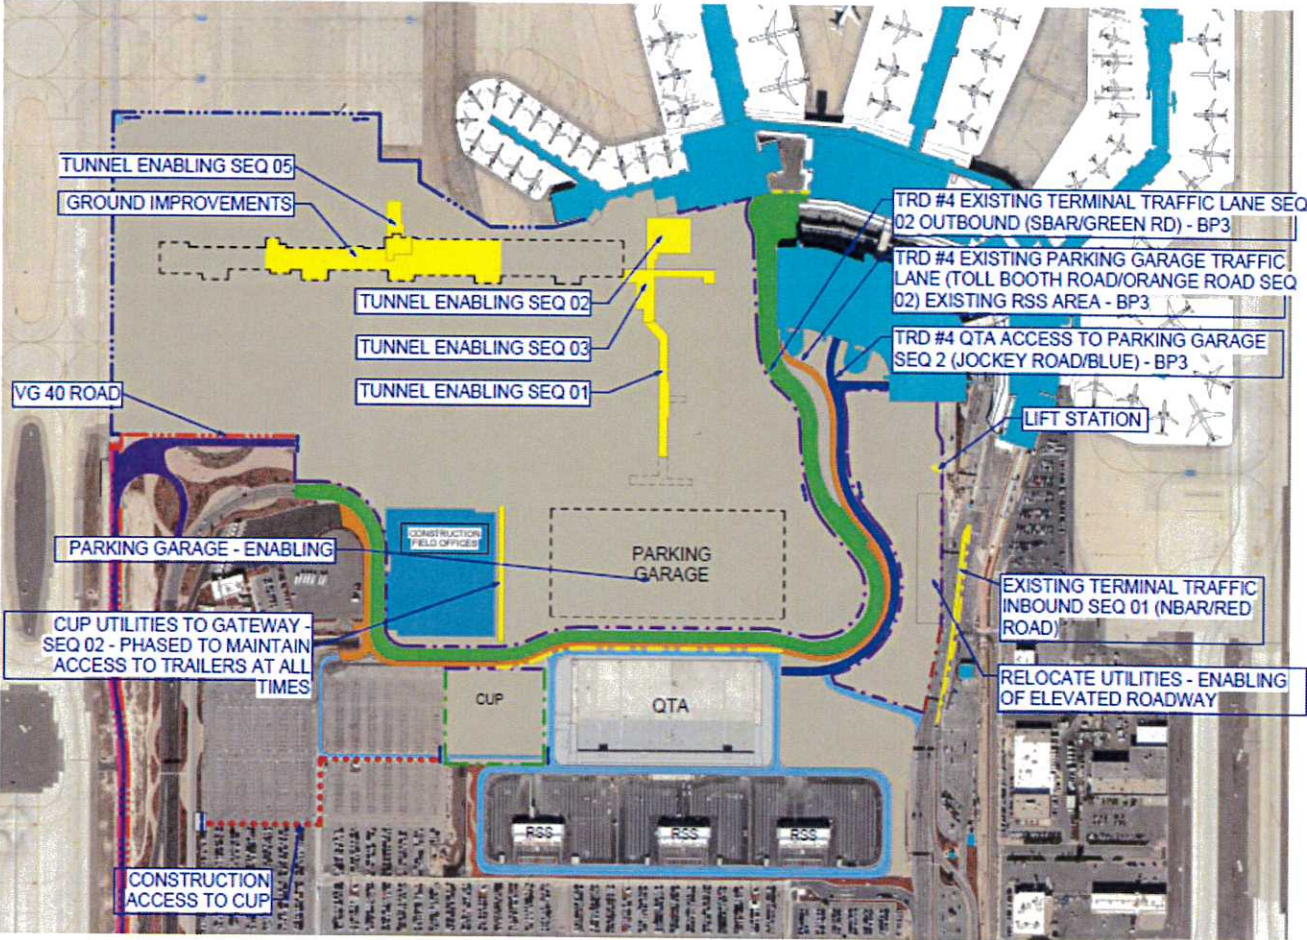 TUNNEL ENABLING SEQ 05
GROUND IMPROVEMENTS
TUNNEL ENABLING SEQ 02
TUNNEL ENABLING SEQ 03
TUNNEL ENABLING SEQ 01
TRD #4 EXISTING TERMINAL TRAFFIC LANE SEQ
02 OUTBOUND (SBAR/GREEN RD) - BP3
TRD #4 EXISTING PARKING GARAGE TRAFFIC
LANE (TOLL BOOTH ROAD/ORANGE ROAD SEQ
02) EXISTING RSS AREA - BP3
TRD #4 QTA ACCESS TO PARKING GARAGE
SEQ 2 (JOCKEY ROAD/BLUE) - BP3
VG 40 ROAD
LIFT STATION
CONSTRUCTION
FIELD OFFICES
PARKING GARAGE - ENABLING
PARKING
GARAGE
EXISTING TERMINAL TRAFFIC
INBOUND SEQ 01 (NBAR/RED
ROAD)
CUP UTILITIES TO GATEWAY -
SEQ 02 - PHASED TO MAINTAIN
ACCESS TO TRAILERS AT ALL
TIMES
RELOCATE UTILITIES - ENABLING
OF ELEVATED ROADWAY
CUP
QTA
RSS
RSS
RSS
CONSTRUCTION
ACCESS TO CUP